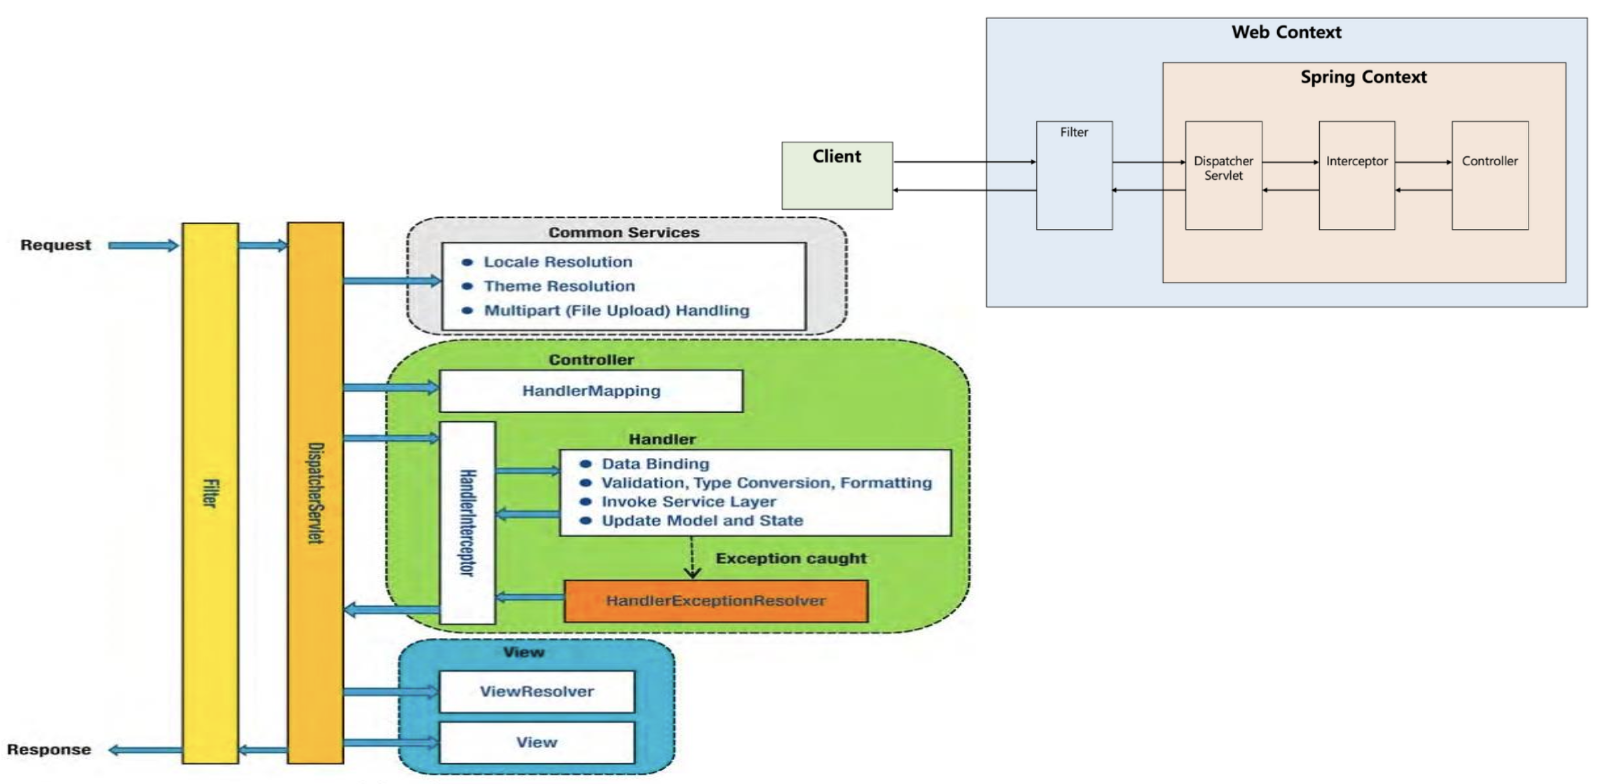 Web Context
Spring Context
Client
Filter
Dispatcher
Servlet
Interceptor
Controller
Request
Filter
DispatcherServlet
Common Services
Locale Resolution
Theme Resolution
Multipart (File Upload) Handling
Controller
HandlerMapping
HandlerInterceptor
Handler
Data Binding
Validation, Type Conversion, Formatting
Invoke Service Layer
Update Model and State
Exception caught
HandlerExceptionResolver
View
ViewResolver
View
Response